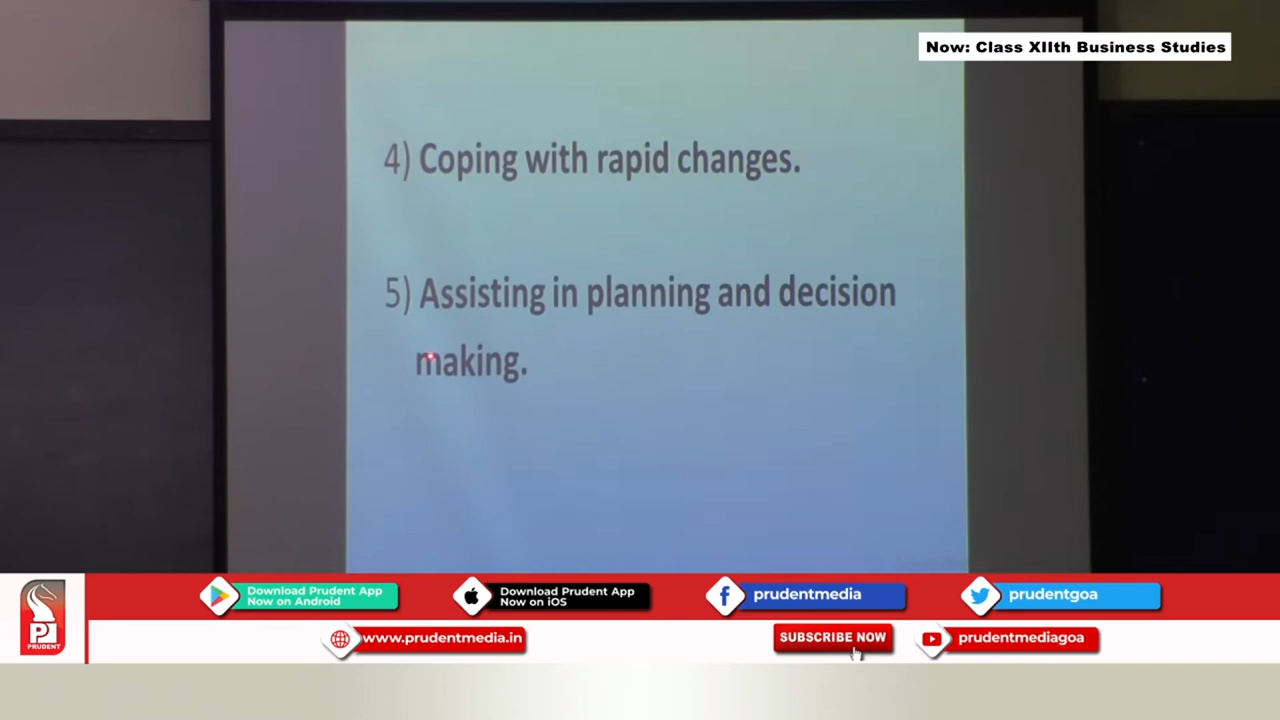 Now: Class XIIth Business Studies
4) Coping with rapid changes.
5) Assisting in planning and decision
making.
Download Prudent App
Now on Android
Download Prudent App
Now on iOS
prudentmedia
prudentgoa
PRUDENT
www.prudentmedia.in
SUBSCRIBE NOW
prudentmediagoa